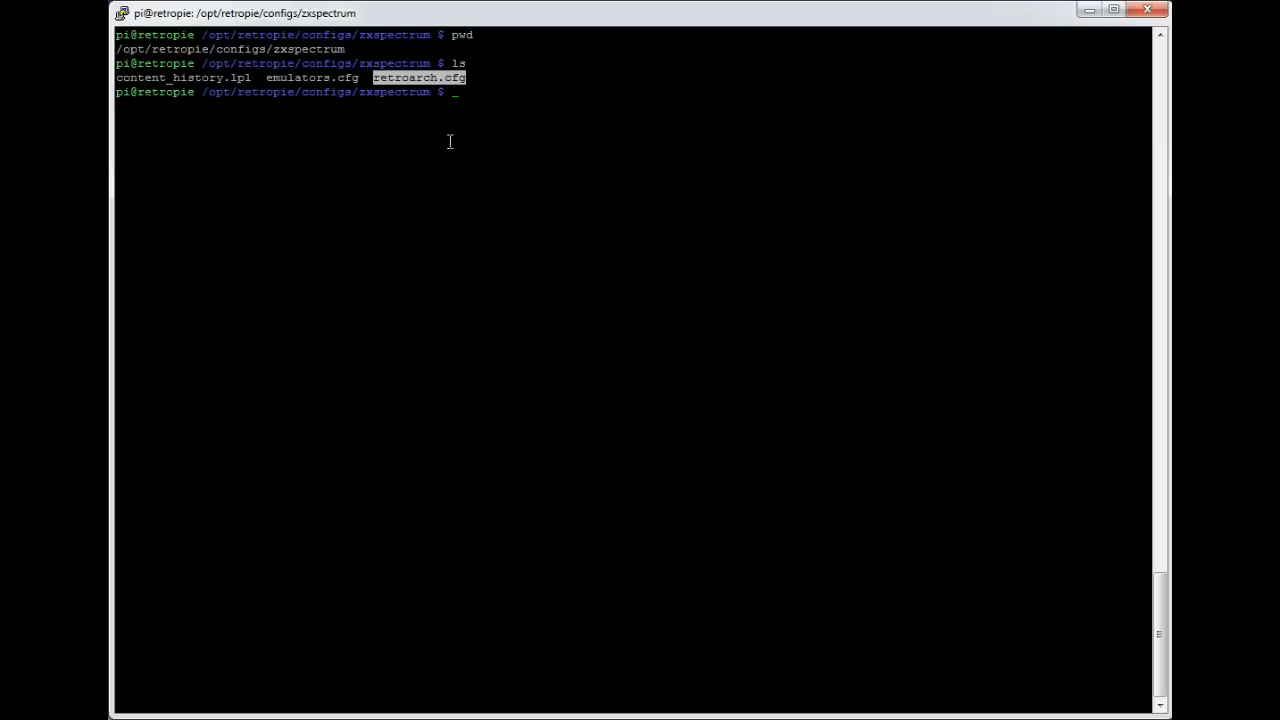 pi@retropie: /opt/retropie/configs/zxspectrum
pi@retropie /opt/retropie/configs/zxspectrum $ pwd
/opt/retropie/configs/zxspectrum
pi@retropie /opt/retropie/configs/zxspectrum $ ls
content_history.lpl  emulators.cfg  retroarch.cfg
pi@retropie /opt/retropie/configs/zxspectrum $ _